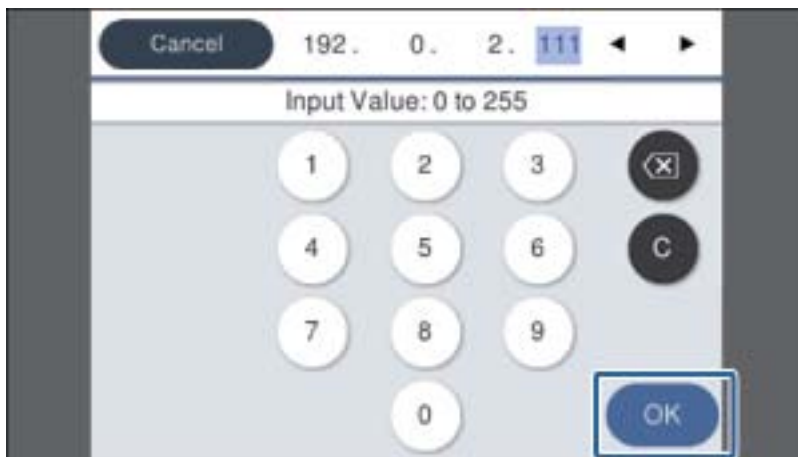 Cancel 192. 0. 2. 111 ◄ ►
Input Value: 0 to 255
1 2 3
4 5 6 C
7 8 9
0 OK